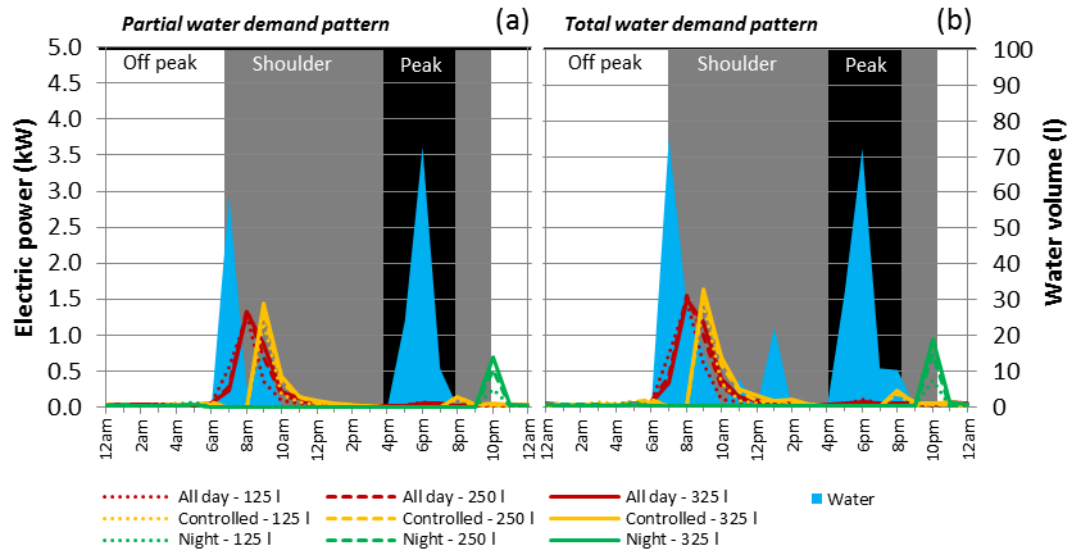 Partial water demand pattern (a)
Total water demand pattern (b)
Electric power (kW)
5.0
4.5
4.0
3.5
3.0
2.5
2.0
1.5
1.0
0.5
0.0
Off peak Shoulder Peak
Off peak Shoulder Peak
100
90
80
70
60
50
40
30
20
10
0
Water volume (l)
12am 2am 4am 6am 8am 10am 12pm 2pm 4pm 6pm 8pm 10pm 12am
12am 2am 4am 6am 8am 10am 12pm 2pm 4pm 6pm 8pm 10pm 12am
All day - 125 l All day - 250 l All day - 325 l Water
Controlled - 125 l Controlled - 250 l Controlled - 325 l
Night - 125 l Night - 250 l Night - 325 l